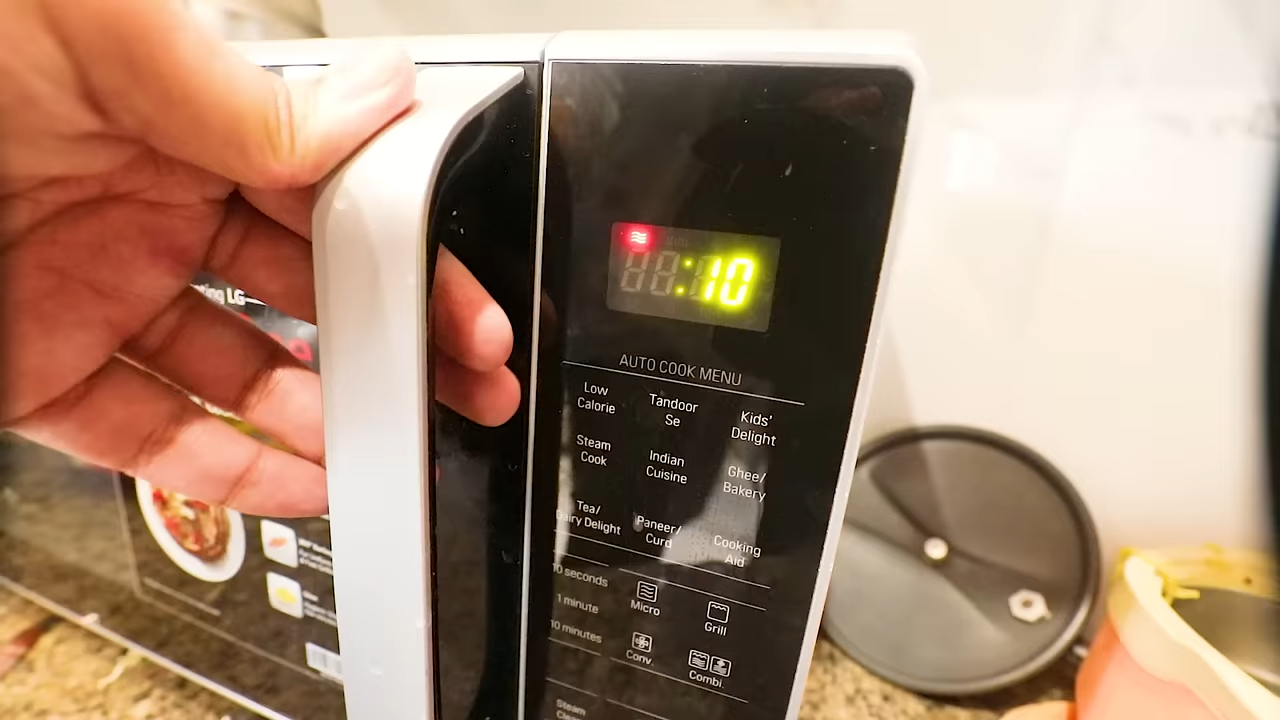 :10
ting LG
AUTO COOK MENU
Low
Calorie
Tandoor
Se
Kids'
Delight
Steam
Cook
Indian
Cuisine
Ghee/
Bakery
Tea/
Dairy Delight
Paneer/
Curd
Cooking
Aid
10 seconds
1 minute
10 minutes
Micro
Grill
Conv.
Combi.
Steam